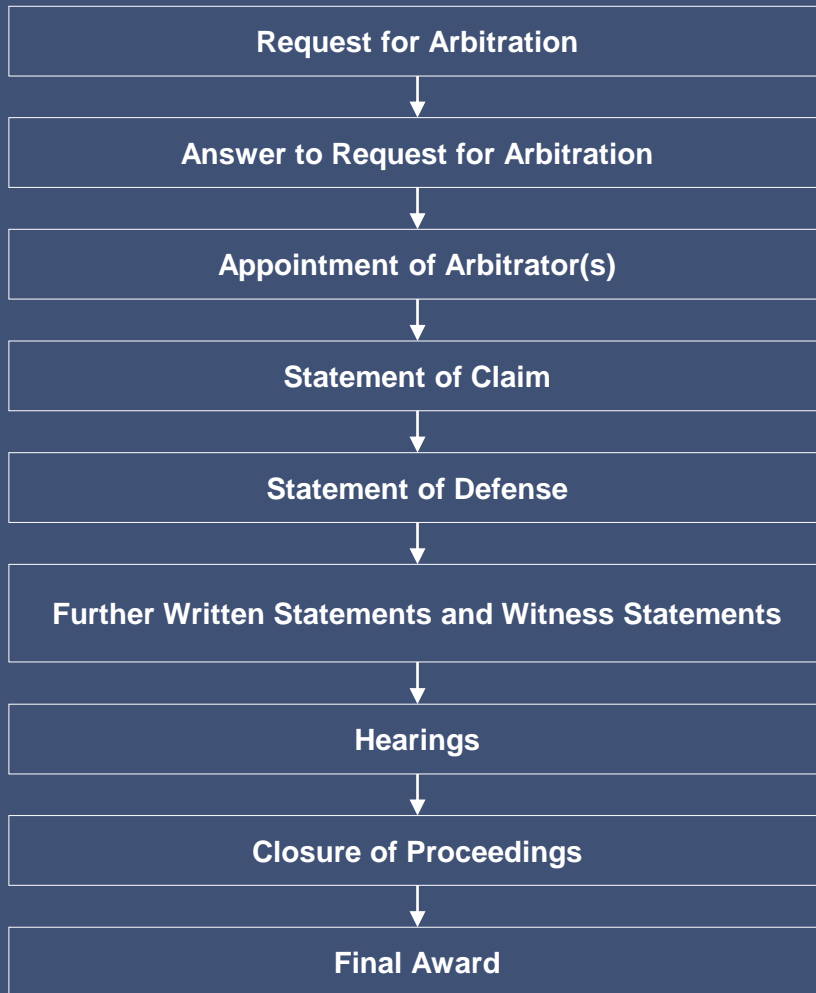 Request for Arbitration
Answer to Request for Arbitration
Appointment of Arbitrator(s)
Statement of Claim
Statement of Defense
Further Written Statements and Witness Statements
Hearings
Closure of Proceedings
Final Award